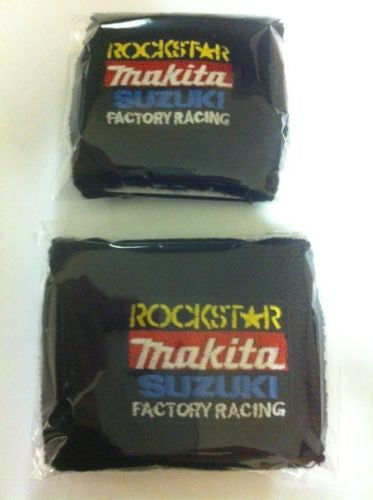 ROCKSTAR
makita
SUZUKI
FACTORY RACING
ROCKSTAR
makita
SUZUKI
FACTORY RACING